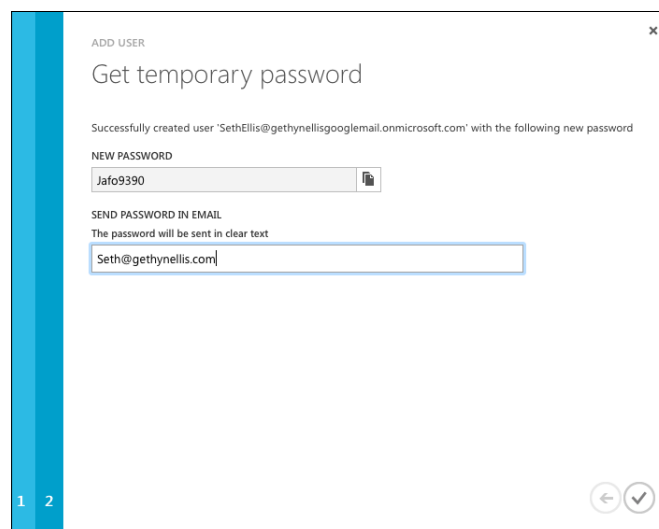 ADD USER
Get temporary password
Successfully created user 'SethEllis@gethynellisgooglemail.onmicrosoft.com' with the following new password
NEW PASSWORD
Jafo9390
SEND PASSWORD IN EMAIL
The password will be sent in clear text
Seth@gethynellis.com
1 2